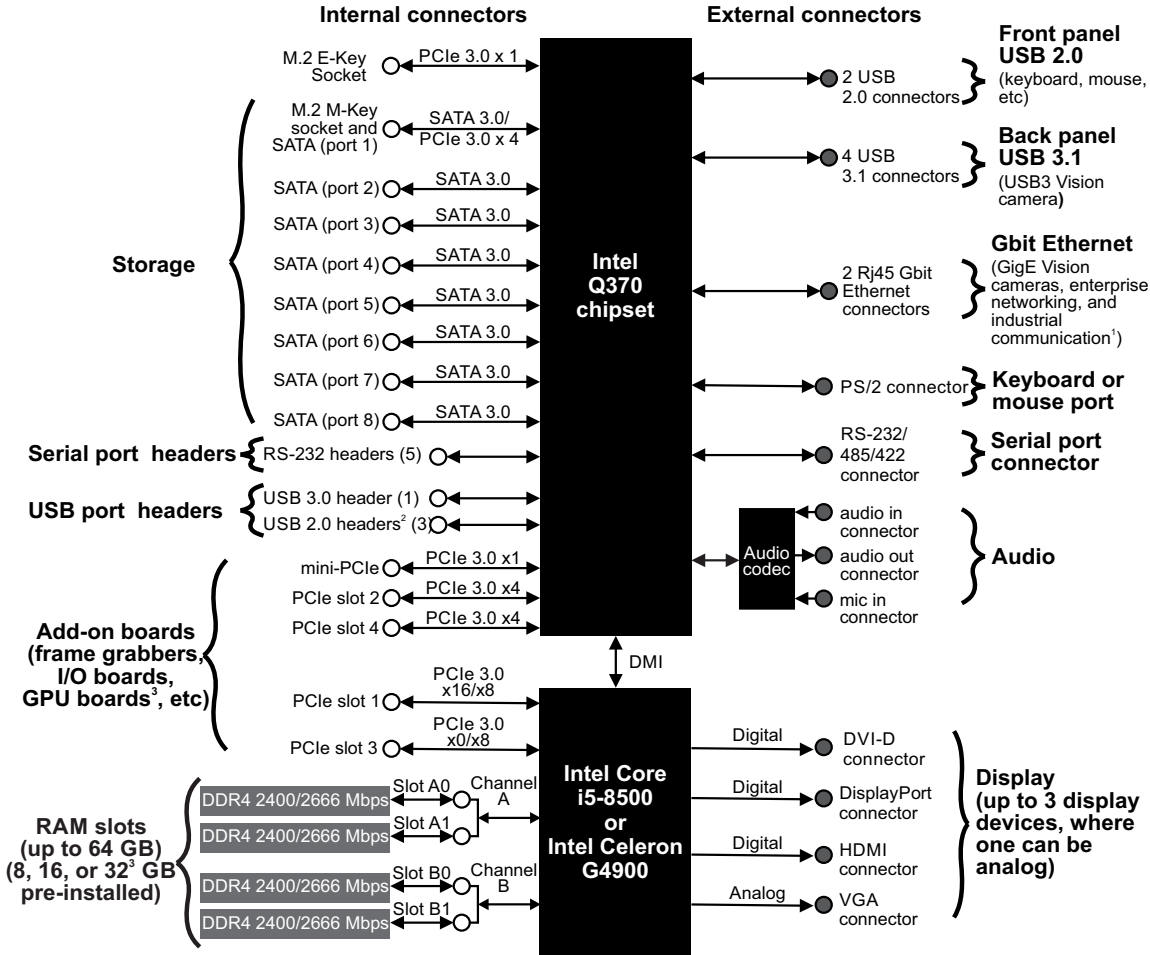 Internal connectors
External connectors
M.2 E-Key
Socket
PCIe 3.0 x 1
M.2 M-Key
socket and
SATA (port 1)
SATA 3.0/
PCIe 3.0 x 4
SATA (port 2)
SATA 3.0
SATA (port 3)
SATA 3.0
SATA (port 4)
SATA 3.0
SATA (port 5)
SATA 3.0
SATA (port 6)
SATA 3.0
SATA (port 7)
SATA 3.0
SATA (port 8)
SATA 3.0
Storage
Serial port headers
RS-232 headers (5)
USB port headers
USB 3.0 header (1)
USB 2.0 headers² (3)
mini-PCIe
PCIe 3.0 x1
PCIe slot 2
PCIe 3.0 x4
PCIe slot 4
PCIe 3.0 x4
Add-on boards
(frame grabbers,
I/O boards,
GPU boards³, etc)
PCIe slot 1
PCIe 3.0
x16/x8
PCIe slot 3
PCIe 3.0
x0/x8
RAM slots
(up to 64 GB)
(8, 16, or 32³ GB
pre-installed)
DDR4 2400/2666 Mbps
Slot A0
DDR4 2400/2666 Mbps
Slot A1
Channel
A
DDR4 2400/2666 Mbps
Slot B0
DDR4 2400/2666 Mbps
Slot B1
Channel
B
Intel
Q370
chipset
DMI
Intel Core
i5-8500
or
Intel Celeron
G4900
2 USB
2.0 connectors
Front panel
USB 2.0
(keyboard, mouse,
etc)
4 USB
3.1 connectors
Back panel
USB 3.1
(USB3 Vision
camera)
2 Rj45 Gbit
Ethernet
connectors
Gbit Ethernet
(GigE Vision
cameras, enterprise
networking, and
industrial
communication¹)
PS/2 connector
Keyboard or
mouse port
RS-232/
485/422
connector
Serial port
connector
Audio
codec
audio in
connector
audio out
connector
mic in
connector
Audio
Digital
DVI-D
connector
Digital
DisplayPort
connector
Digital
HDMI
connector
Analog
VGA
connector
Display
(up to 3 display
devices, where
one can be
analog)